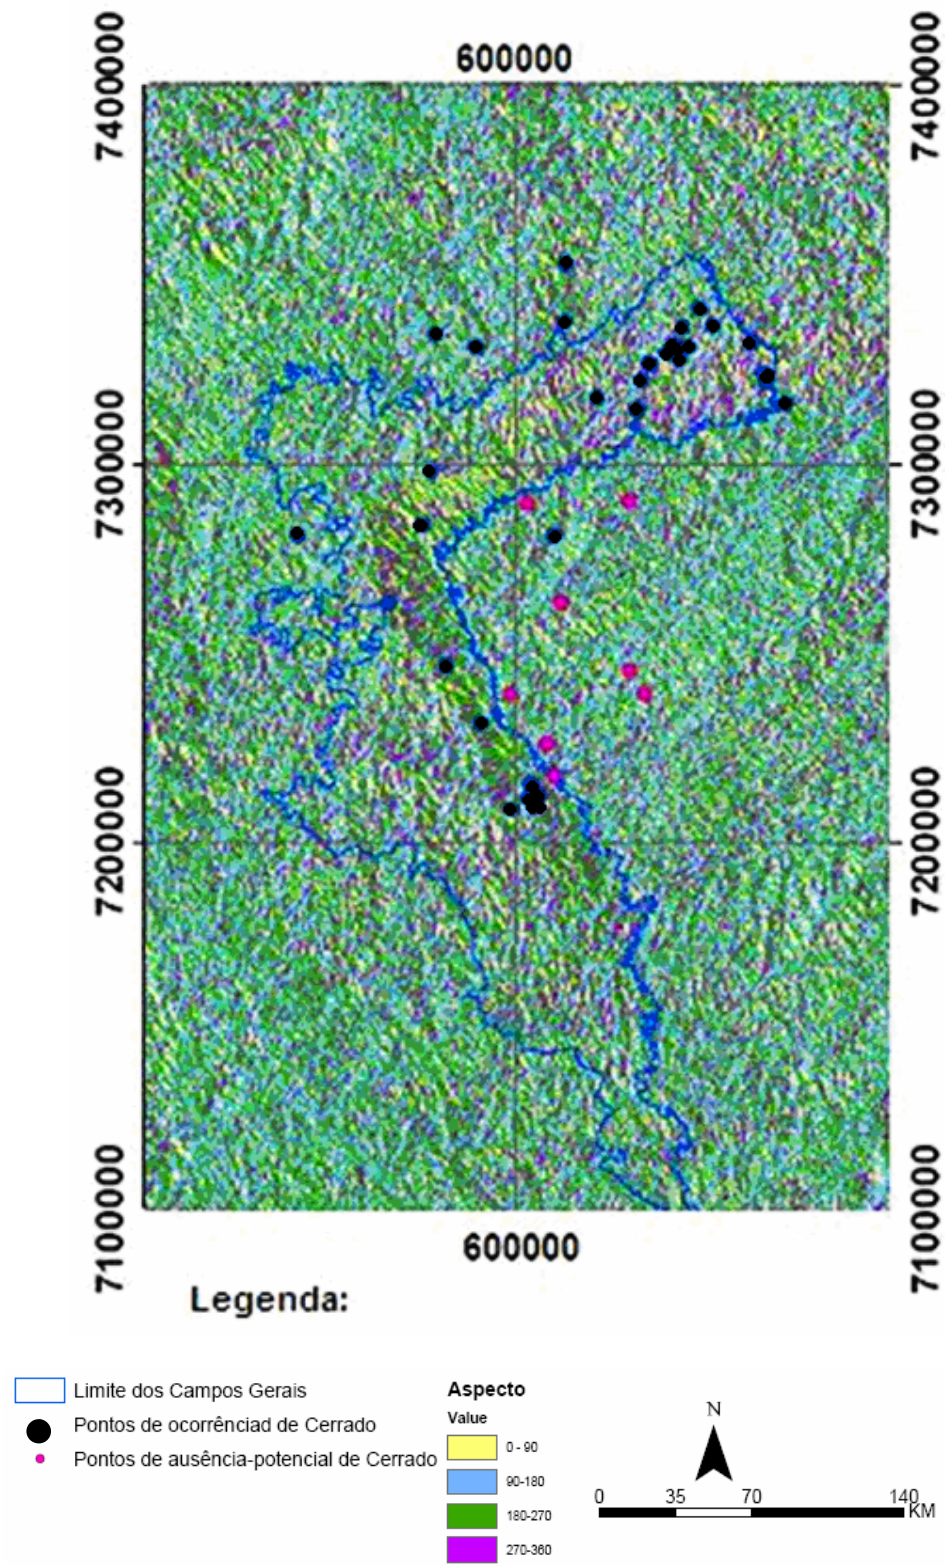 600000
7400000
7400000
7300000
7300000
7200000
7200000
7100000
7100000
600000
Legenda:
Limite dos Campos Gerais
Pontos de ocorrênciad de Cerrado
Pontos de ausência-potencial de Cerrado
Aspecto
Value
0 - 90
90-180
180-270
270-360
N
0 35 70 140
KM